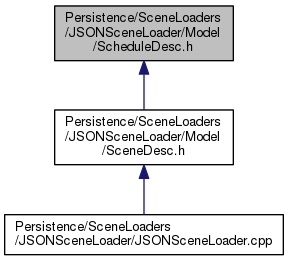 Persistence/SceneLoaders
/JSONSceneLoader/Model
/ScheduleDesc.h
Persistence/SceneLoaders
/JSONSceneLoader/Model
/SceneDesc.h
Persistence/SceneLoaders
/JSONSceneLoader/JSONSceneLoader.cpp